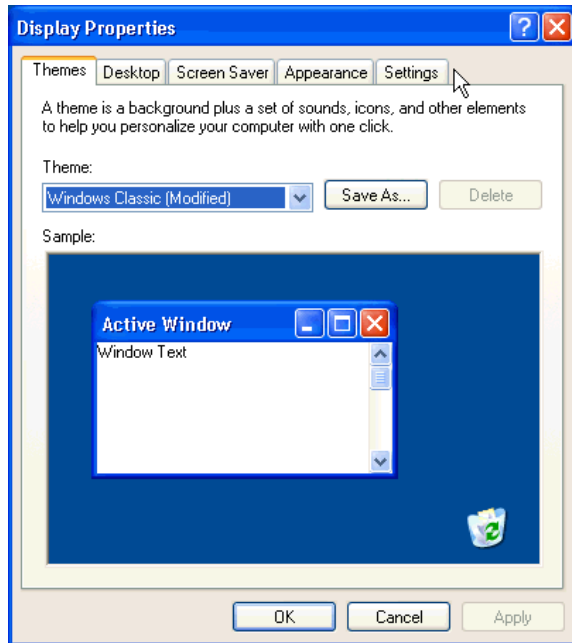 Display Properties
?
Themes Desktop Screen Saver Appearance Settings
A theme is a background plus a set of sounds, icons, and other elements
to help you personalize your computer with one click.
Theme:
Windows Classic (Modified) Save As... Delete
Sample:
Active Window
Window Text
OK Cancel Apply